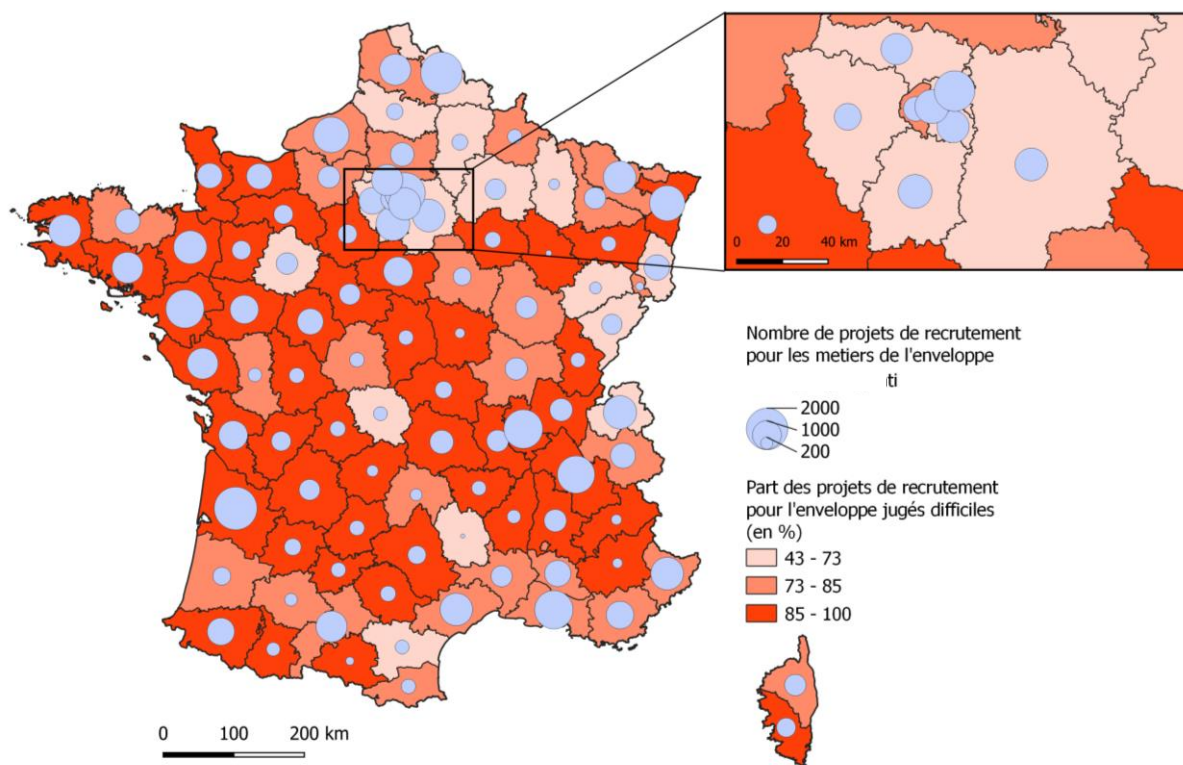 0 20 40 km
Nombre de projets de recrutement
pour les metiers de l'enveloppe
ti
2000
1000
200
Part des projets de recrutement
pour l'enveloppe jugés difficiles
(en %)
43 - 73
73 - 85
85 - 100
0 100 200 km